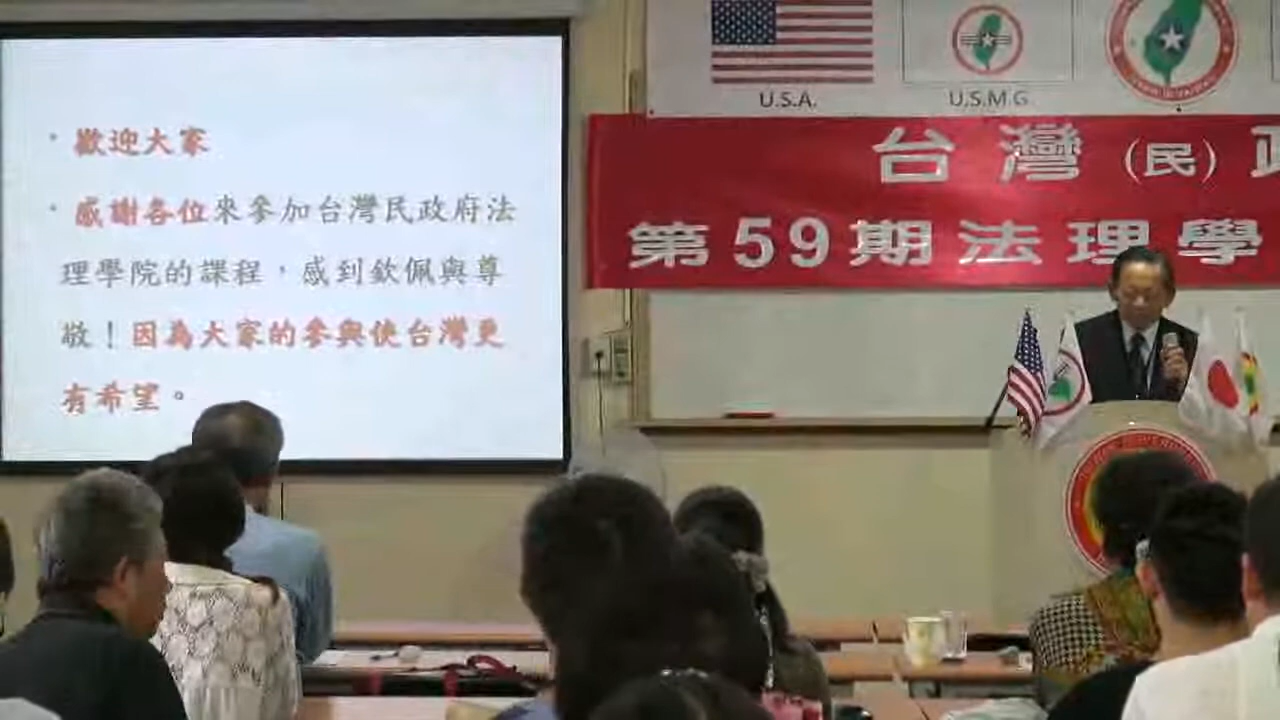 • 歡迎大家
• 感謝各位來參加台灣民政府法
理學院的課程，感到欽佩與尊
敬！因為大家的參與使台灣更
有希望。
U.S.A.
U.S.M.G
台灣(民)政
第59期法理學